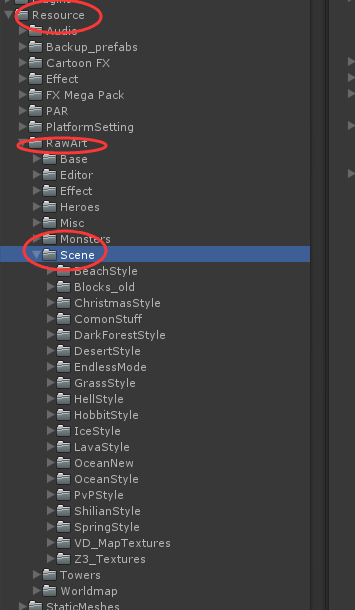 Resource
Audio
Backup_prefabs
Cartoon FX
Effect
FX Mega Pack
PAR
PlatformSetting
RawArt
Base
Editor
Effect
Heroes
Misc
Monsters
Scene
BeachStyle
Blocks_old
ChristmasStyle
ComonStuff
DarkForestStyle
DesertStyle
EndlessMode
GrassStyle
HellStyle
HobbitStyle
IceStyle
LavaStyle
OceanNew
OceanStyle
PvPStyle
ShilianStyle
SpringStyle
VD_MapTextures
Z3_Textures
Towers
Worldmap
StaticMeshes